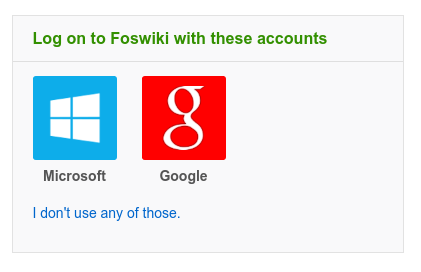 Log on to Foswiki with these accounts
g
Microsoft Google
I don't use any of those.